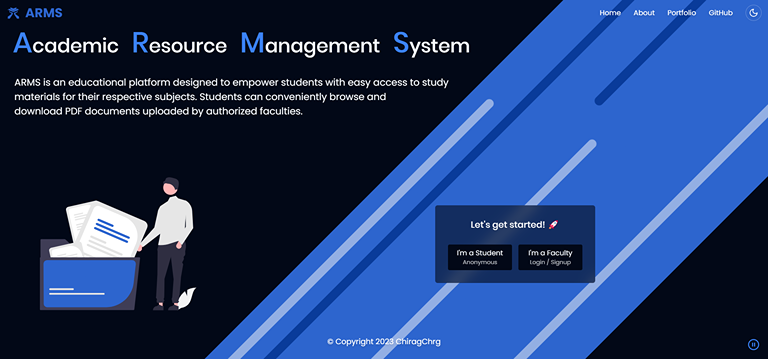 ARMS
Home About Portfolio GitHub
Academic Resource Management System
ARMS is an educational platform designed to empower students with easy access to study
materials for their respective subjects. Students can conveniently browse and
download PDF documents uploaded by authorized faculties.
Let's get started! 🚀
I'm a Student
Anonymous
I'm a Faculty
Login / Signup
© Copyright 2023 ChiragChrg